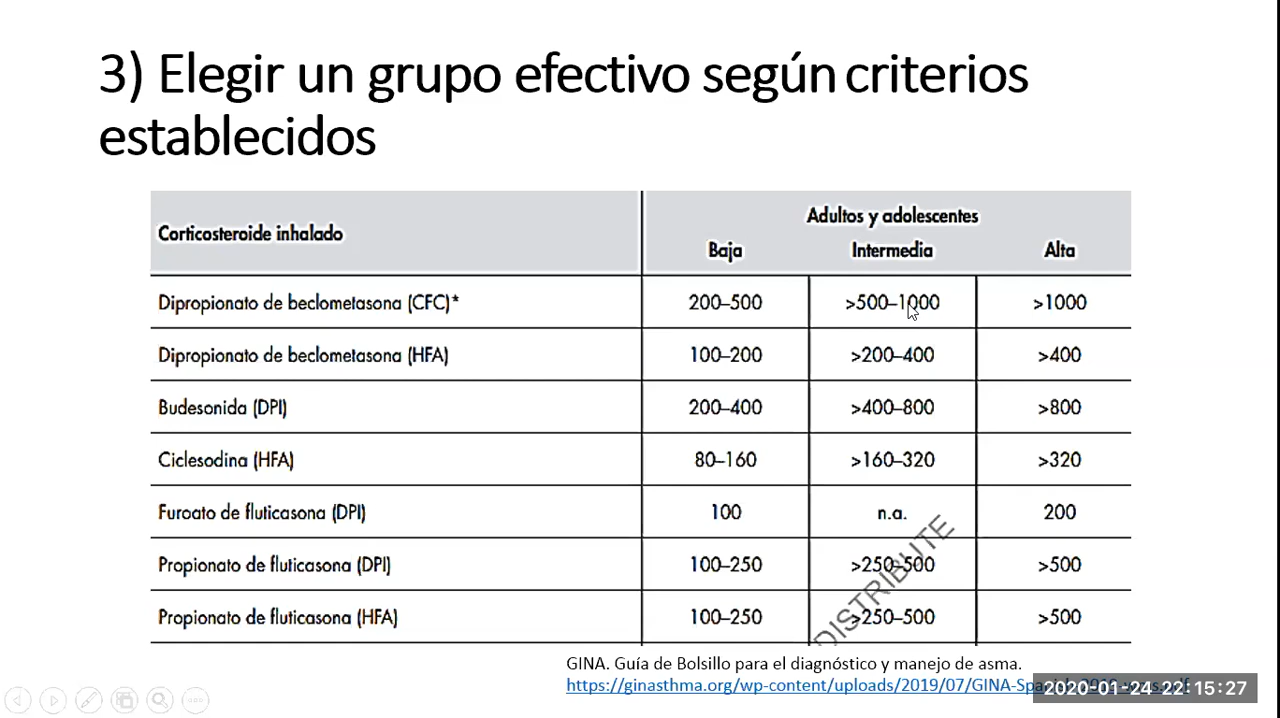 3) Elegir un grupo efectivo según criterios
establecidos
Corticosteroide inhalado
Adultos y adolescentes
Baja Intermedia Alta
Dipropionato de beclometasona (CFC)* 200–500 >500–1000 >1000
Dipropionato de beclometasona (HFA) 100–200 >200–400 >400
Budesonida (DPI) 200–400 >400–800 >800
Ciclesodina (HFA) 80–160 >160–320 >320
Furoato de fluticasona (DPI) 100 n.a. 200
Propionato de fluticasona (DPI) 100–250 >250–500 >500
Propionato de fluticasona (HFA) 100–250 >250–500 >500
DISTRIBUTE
GINA. Guía de Bolsillo para el diagnóstico y manejo de asma.
https://ginasthma.org/wp-content/uploads/2019/07/GINA-Sp
2020-01-24 22:15:27